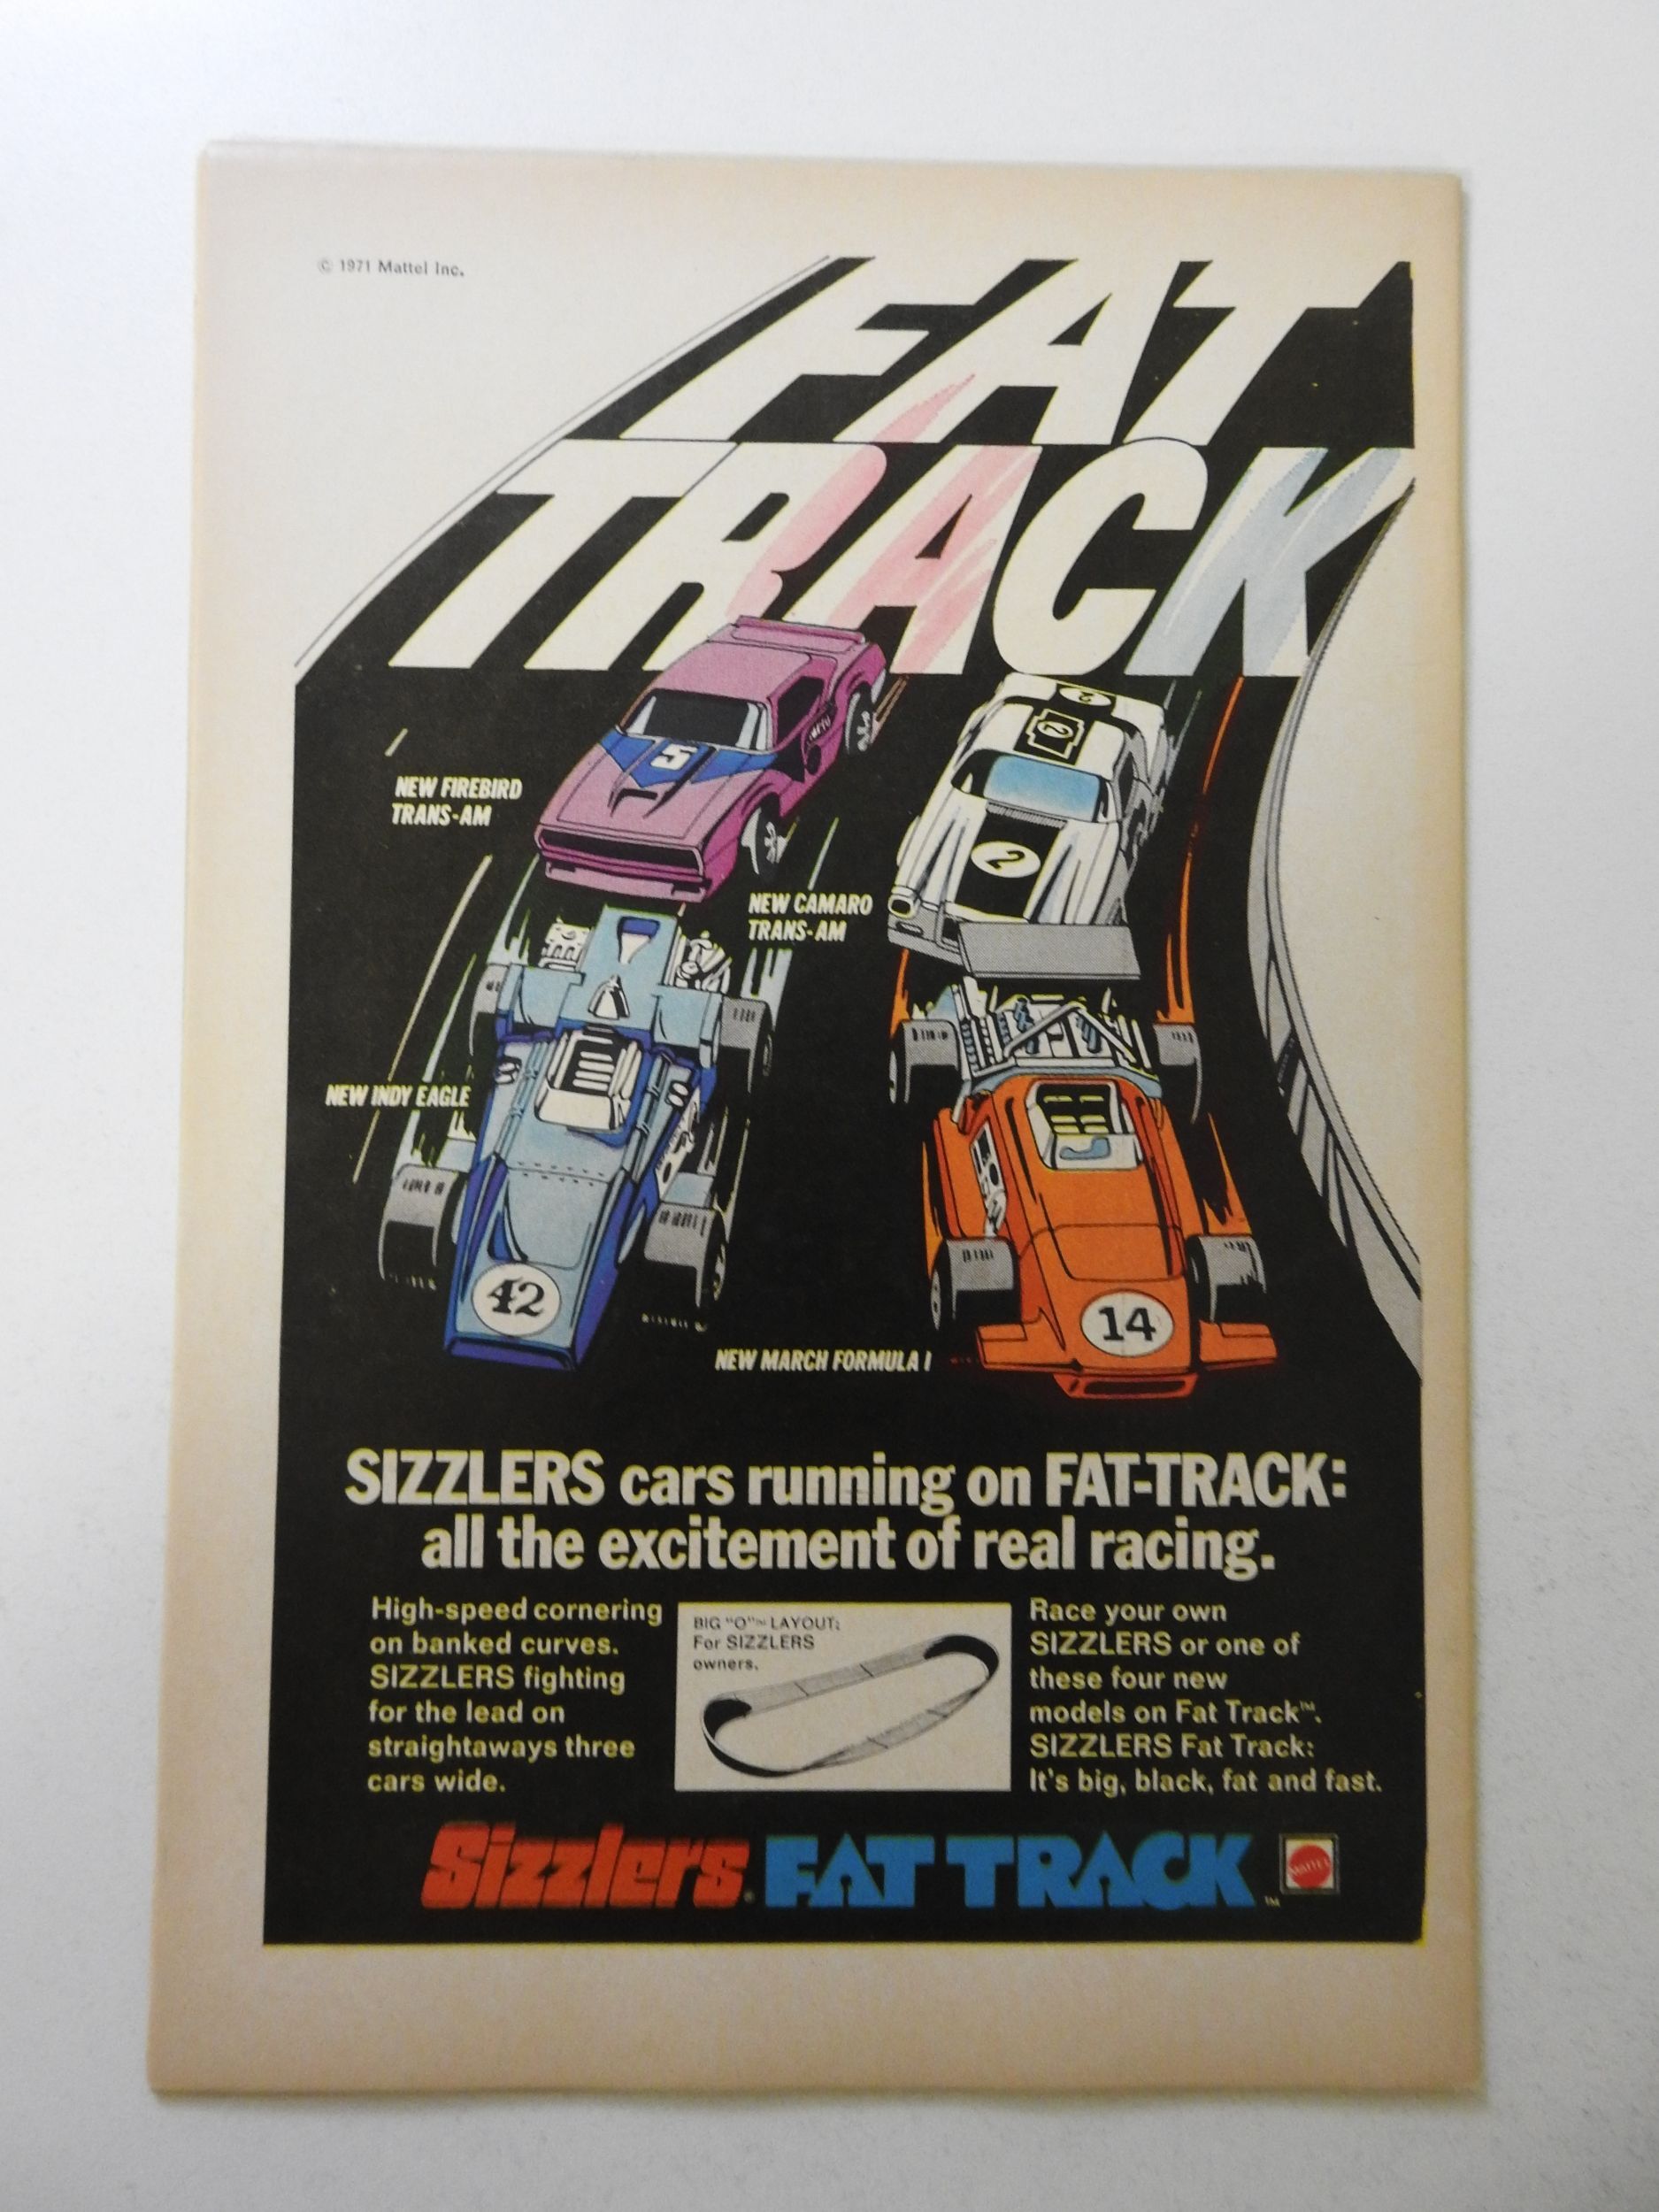 © 1971 Mattel Inc.
FAT
TRACK
5
2
2
2
NEW FIREBIRD
TRANS-AM
NEW CAMARO
TRANS-AM
NEW INDY EAGLE
42
14
NEW MARCH FORMULA I
SIZZLERS cars running on FAT-TRACK:
all the excitement of real racing.
High-speed cornering
on banked curves.
SIZZLERS fighting
for the lead on
straightaways three
cars wide.
BIG "O"™ LAYOUT:
For SIZZLERS
owners.
Race your own
SIZZLERS or one of
these four new
models on Fat Track™.
SIZZLERS Fat Track:
It's big, black, fat and fast.
Sizzlers® FAT TRACK™
MATTEL